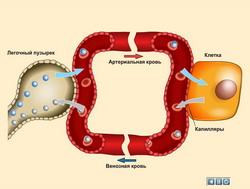 Легочный пузырек
Артериальная кровь
Клетка
Капилляры
Венозная кровь